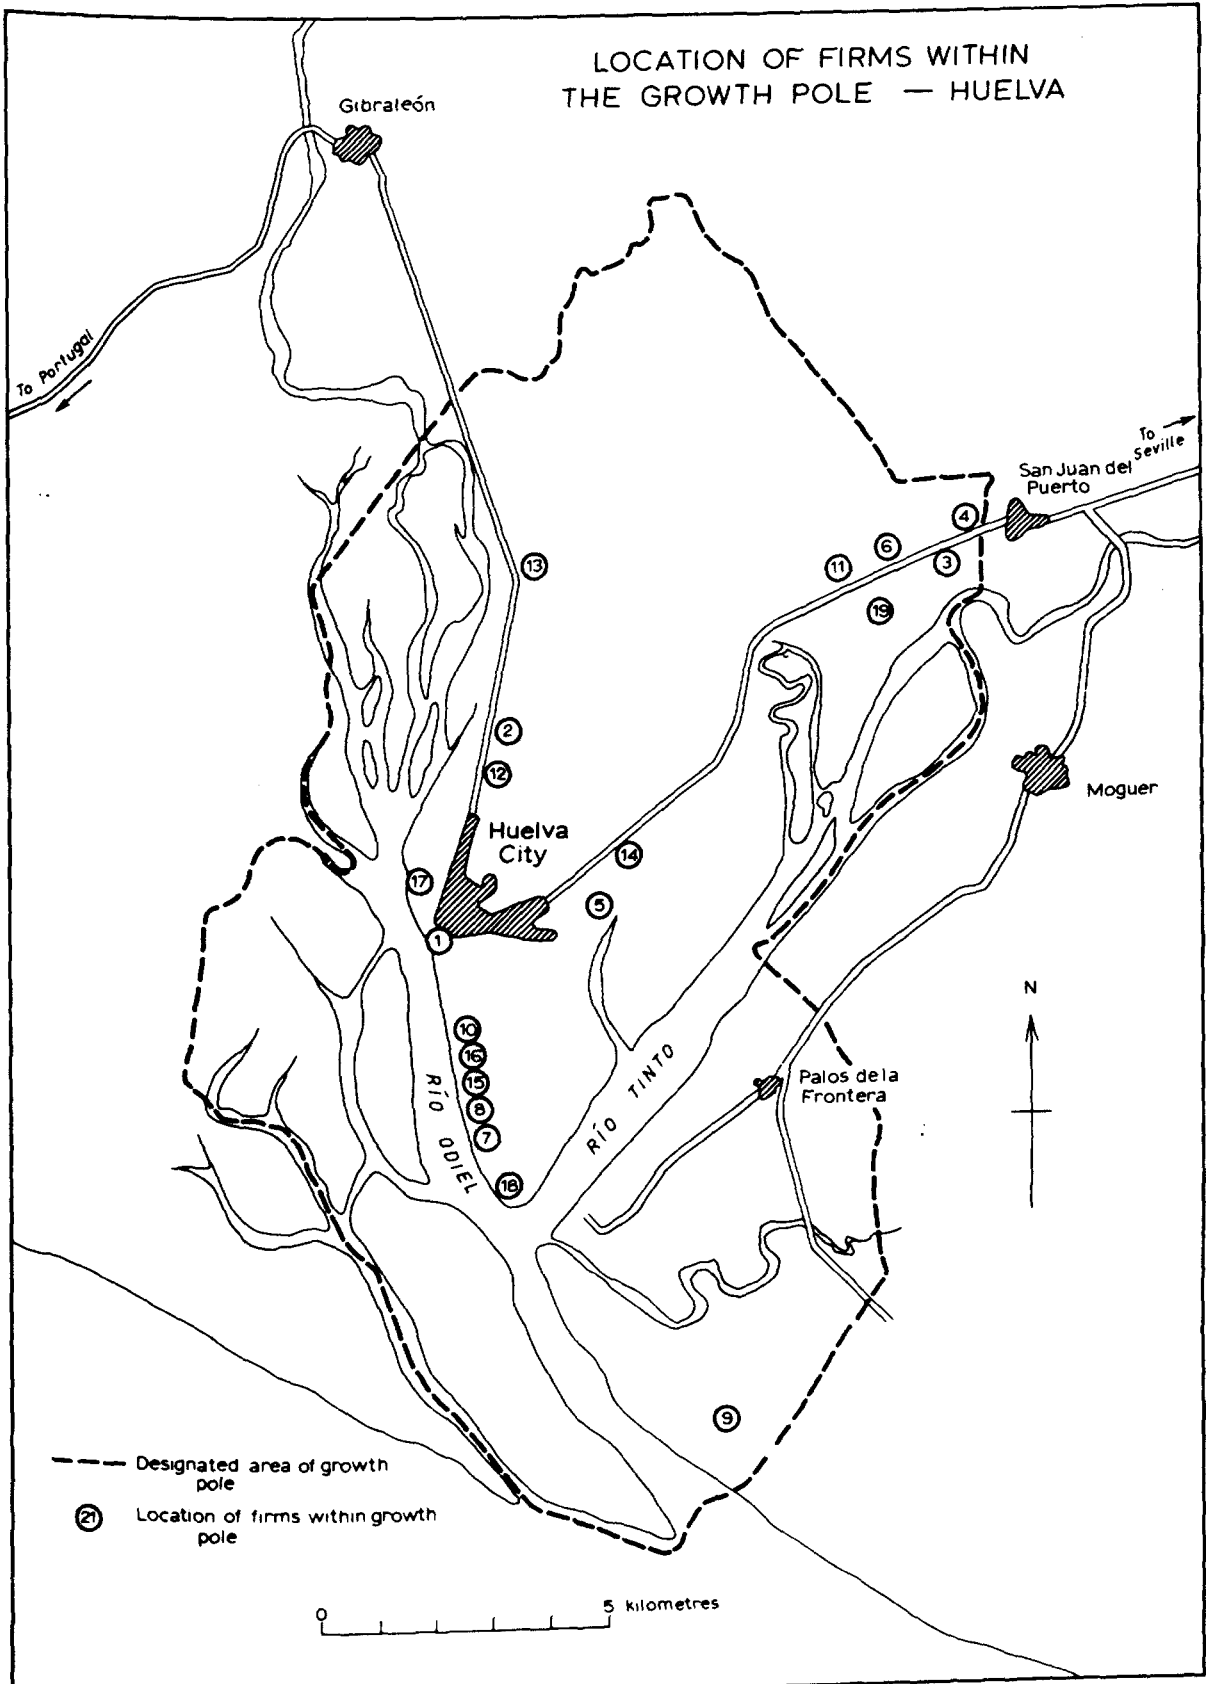 LOCATION OF FIRMS WITHIN
THE GROWTH POLE — HUELVA
Gibraleón
To Portugal
To
Seville
San Juan del
Puerto
4
6
11
3
13
19
2
12
Moguer
Huelva
City
14
17
5
1
N
10
16
15
8
7
18
RÍO ODIEL
RÍO TINTO
Palos de la
Frontera
9
Designated area of growth
pole
21 Location of firms within growth
pole
0 5 kilometres